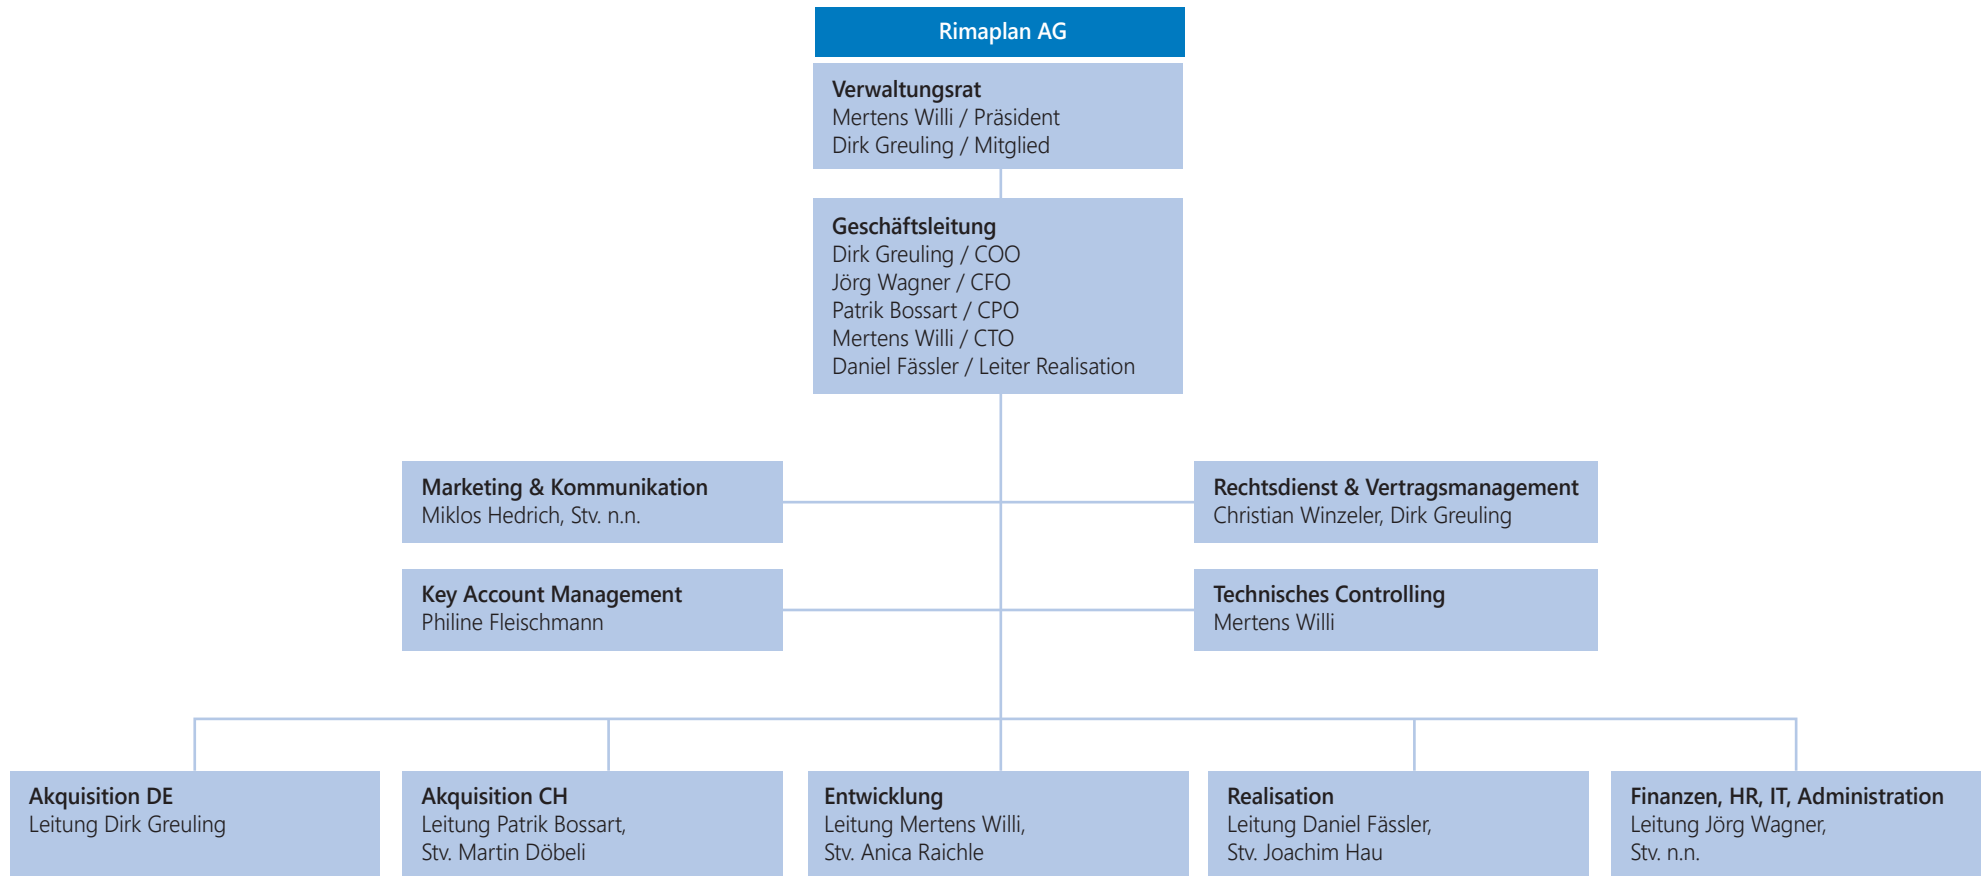 Rimaplan AG
Verwaltungsrat
Mertens Willi / Präsident
Dirk Greuling / Mitglied
Geschäftsleitung
Dirk Greuling / COO
Jörg Wagner / CFO
Patrik Bossart / CPO
Mertens Willi / CTO
Daniel Fässler / Leiter Realisation
Marketing & Kommunikation
Miklos Hedrich, Stv. n.n.
Rechtsdienst & Vertragsmanagement
Christian Winzeler, Dirk Greuling
Key Account Management
Philine Fleischmann
Technisches Controlling
Mertens Willi
Akquisition DE
Leitung Dirk Greuling
Akquisition CH
Leitung Patrik Bossart,
Stv. Martin Döbeli
Entwicklung
Leitung Mertens Willi,
Stv. Anica Raichle
Realisation
Leitung Daniel Fässler,
Stv. Joachim Hau
Finanzen, HR, IT, Administration
Leitung Jörg Wagner,
Stv. n.n.